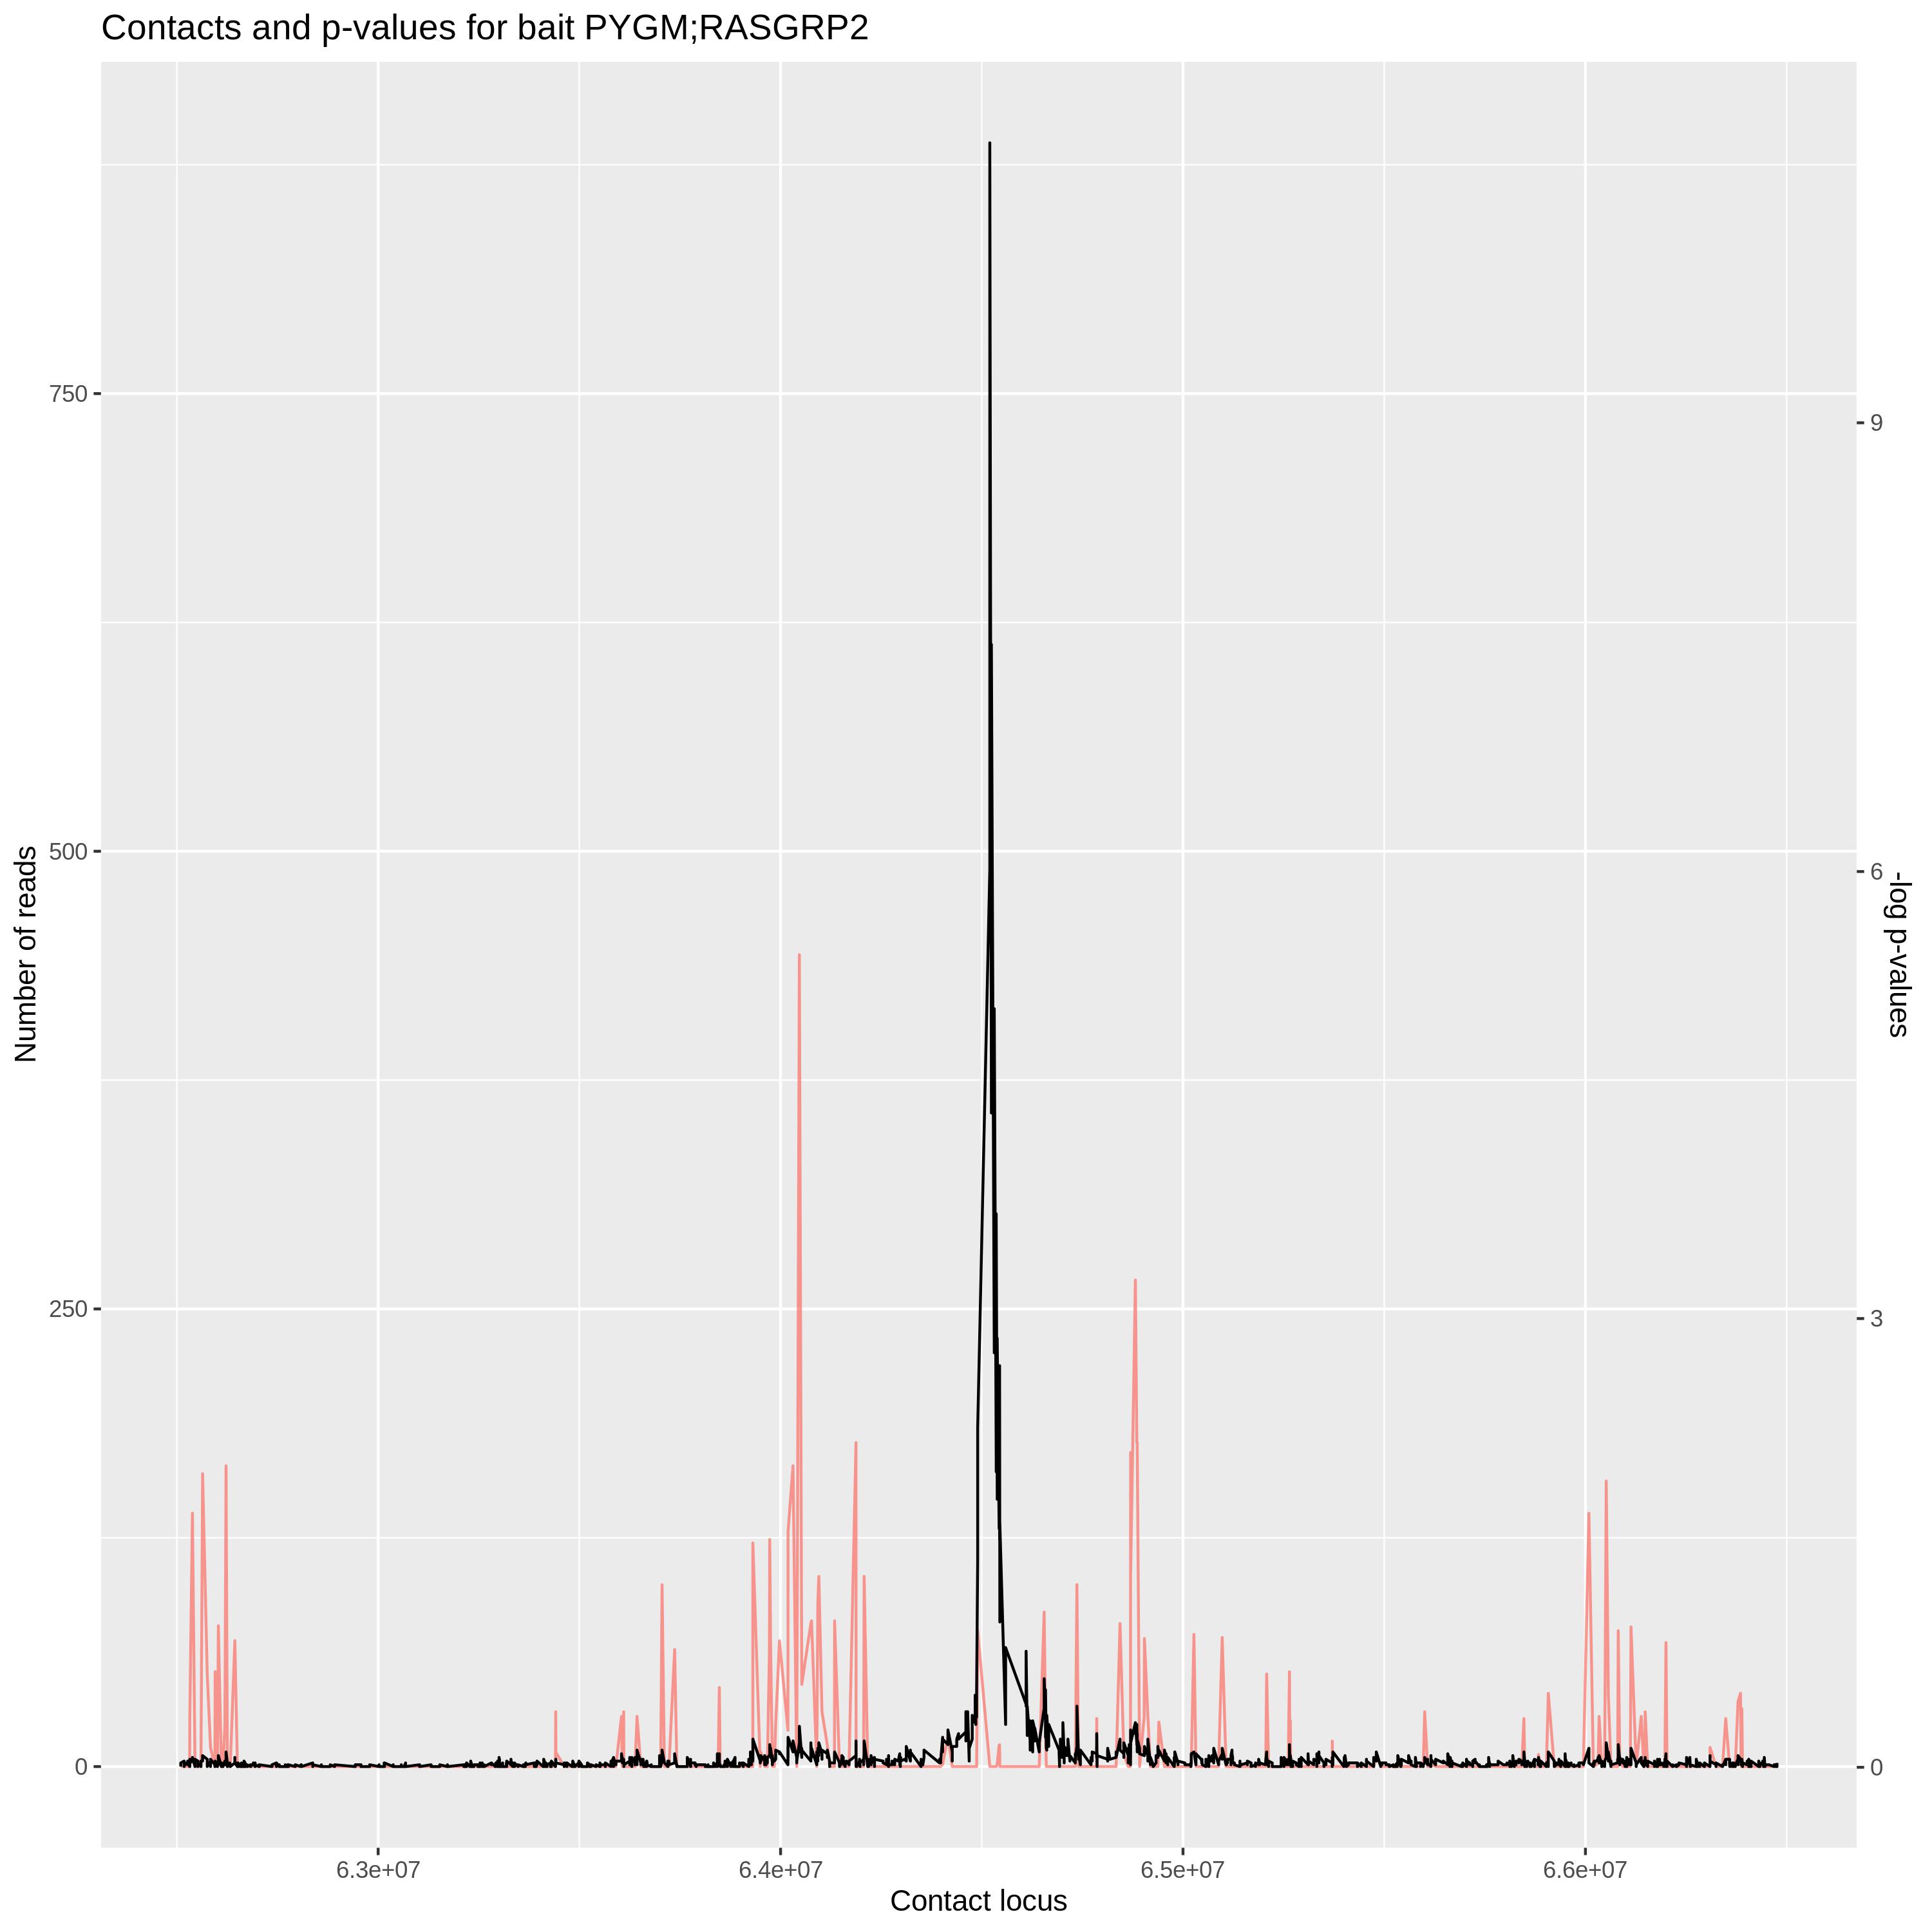 Contacts and p-values for bait PYGM;RASGRP2
750
500
250
0
Number of reads
9
6
3
0
-log p-values
6.3e+07
6.4e+07
6.5e+07
6.6e+07
Contact locus